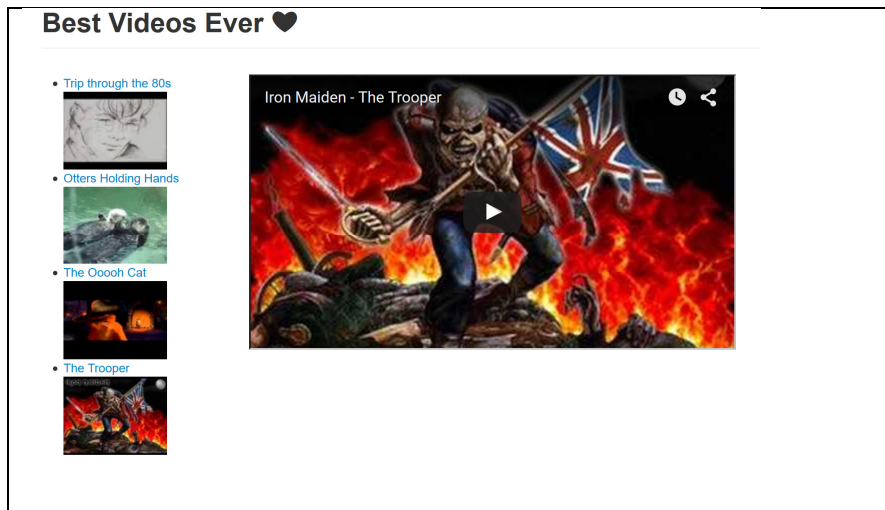 Best Videos Ever ♥
Trip through the 80s
Otters Holding Hands
The Ooooh Cat
The Trooper
Iron Maiden - The Trooper